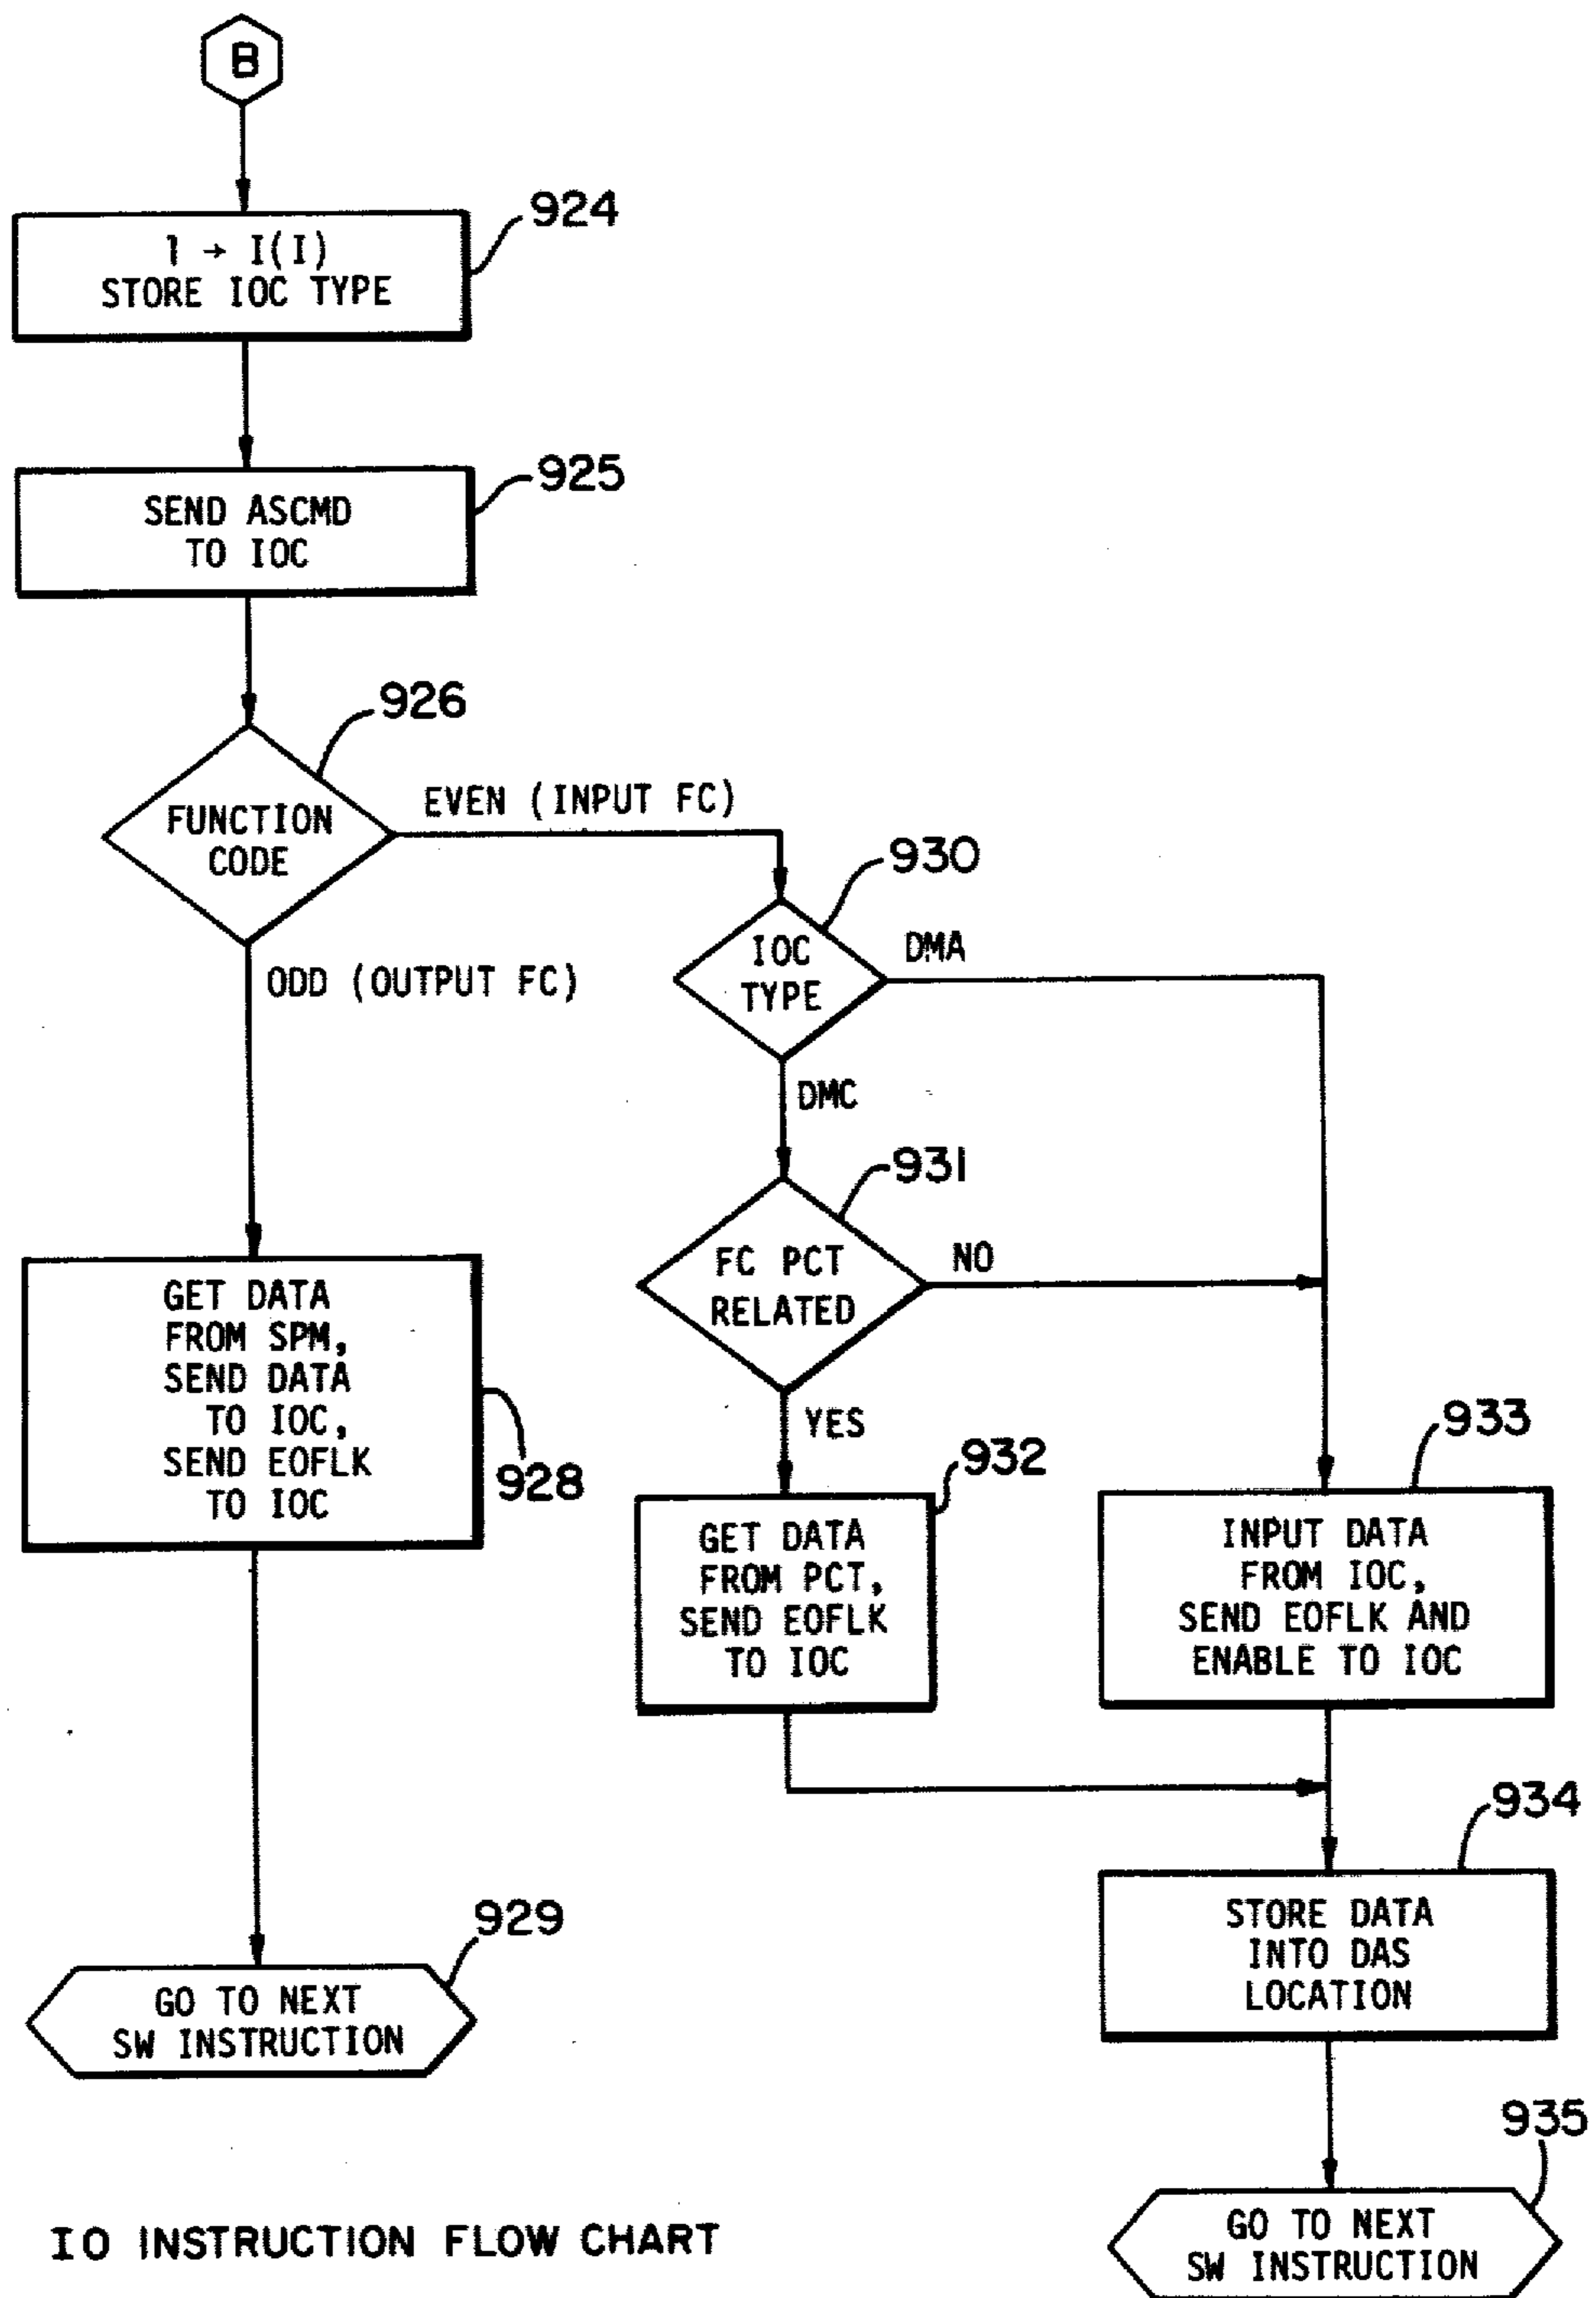 B
924
1 → I(I)
STORE IOC TYPE
925
SEND ASCMD
TO IOC
926
FUNCTION
CODE
EVEN (INPUT FC)
ODD (OUTPUT FC)
930
IOC
TYPE
DMA
DMC
931
FC PCT
RELATED
NO
YES
GET DATA
FROM SPM,
SEND DATA
TO IOC,
SEND EOFLK
TO IOC
928
932
GET DATA
FROM PCT,
SEND EOFLK
TO IOC
933
INPUT DATA
FROM IOC,
SEND EOFLK AND
ENABLE TO IOC
934
STORE DATA
INTO DAS
LOCATION
929
GO TO NEXT
SW INSTRUCTION
935
GO TO NEXT
SW INSTRUCTION
IO INSTRUCTION FLOW CHART